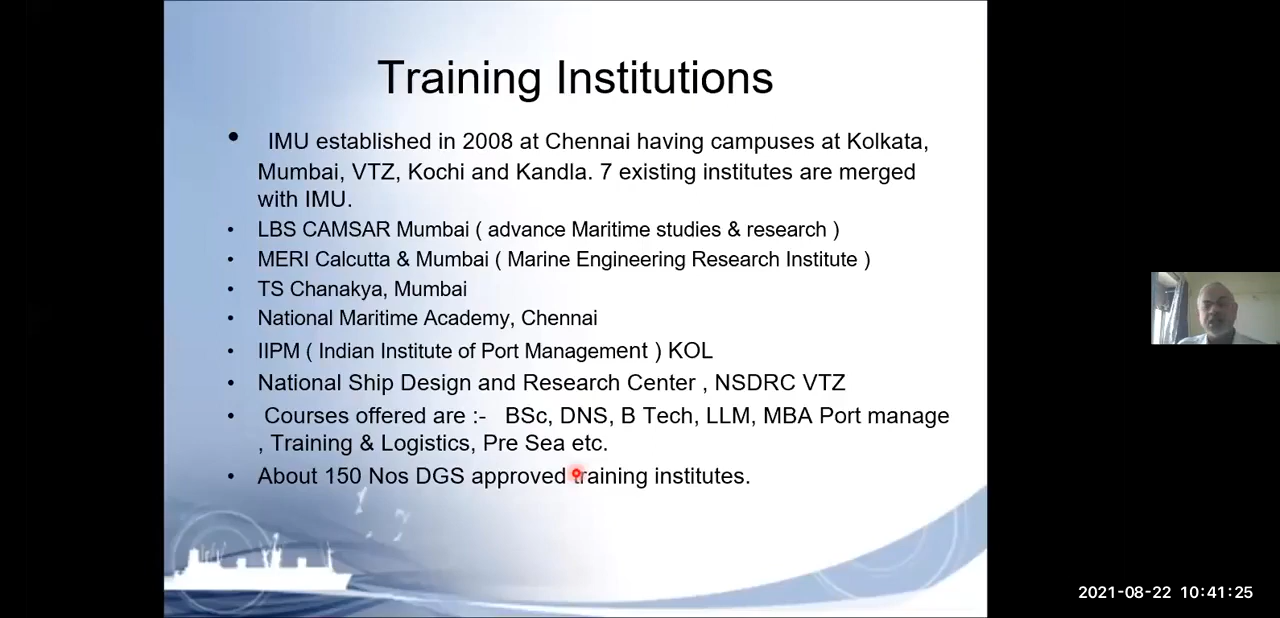 Training Institutions
• IMU established in 2008 at Chennai having campuses at Kolkata,
Mumbai, VTZ, Kochi and Kandla. 7 existing institutes are merged
with IMU.
• LBS CAMSAR Mumbai ( advance Maritime studies & research )
• MERI Calcutta & Mumbai ( Marine Engineering Research Institute )
• TS Chanakya, Mumbai
• National Maritime Academy, Chennai
• IIPM ( Indian Institute of Port Management ) KOL
• National Ship Design and Research Center , NSDRC VTZ
• Courses offered are :- BSc, DNS, B Tech, LLM, MBA Port manage
, Training & Logistics, Pre Sea etc.
• About 150 Nos DGS approved training institutes.
2021-08-22 10:41:25